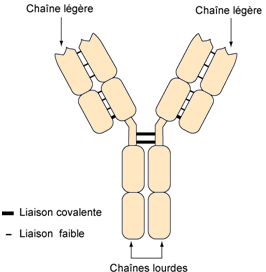 Chaîne légère
Chaîne légère
Liaison covalente
Liaison faible
Chaînes lourdes